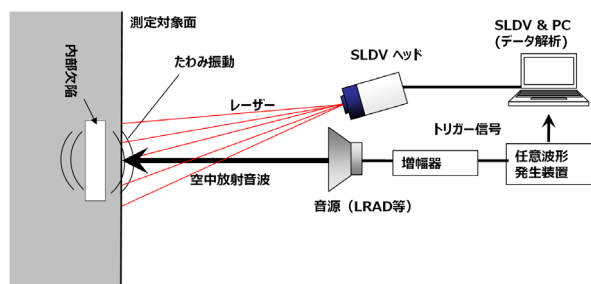 測定対象面
SLDV & PC
(データ解析)
SLDV ヘッド
内部欠陥
たわみ振動
レーザー
トリガー信号
空中放射音波
増幅器
任意波形
発生装置
音源（LRAD等）